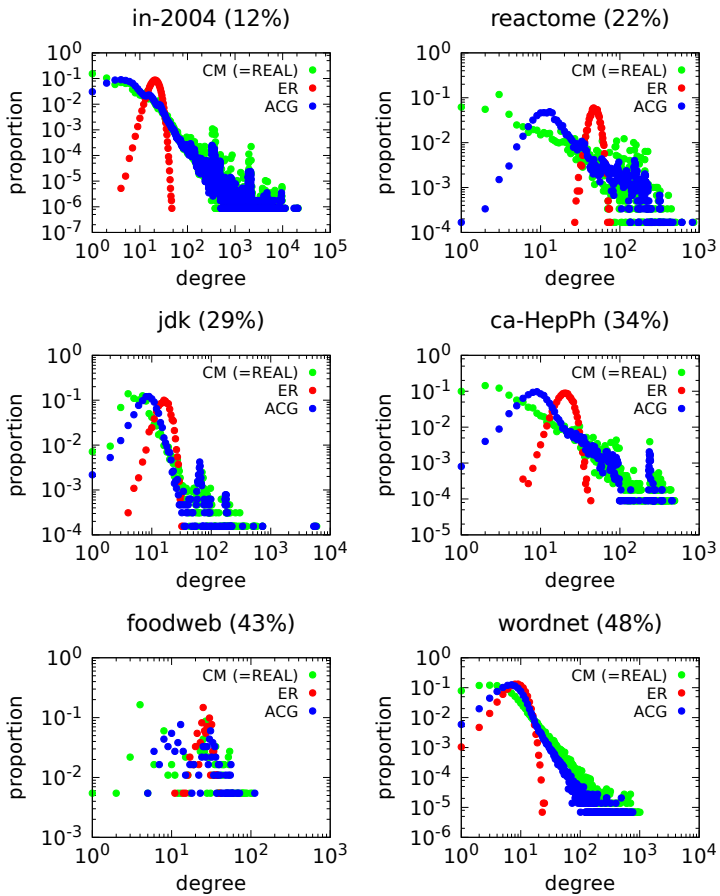 in-2004 (12%)
10^0
10^-1
10^-2
10^-3
10^-4
10^-5
10^-6
10^-7
proportion
CM (=REAL)
ER
ACG
10^0 10^1 10^2 10^3 10^4 10^5
degree
reactome (22%)
10^0
10^-1
10^-2
10^-3
10^-4
proportion
CM (=REAL)
ER
ACG
10^0 10^1 10^2 10^3
degree
jdk (29%)
10^0
10^-1
10^-2
10^-3
10^-4
proportion
CM (=REAL)
ER
ACG
10^0 10^1 10^2 10^3 10^4
degree
ca-HepPh (34%)
10^0
10^-1
10^-2
10^-3
10^-4
10^-5
proportion
CM (=REAL)
ER
ACG
10^0 10^1 10^2 10^3
degree
foodweb (43%)
10^0
10^-1
10^-2
10^-3
proportion
CM (=REAL)
ER
ACG
10^0 10^1 10^2 10^3
degree
wordnet (48%)
10^0
10^-1
10^-2
10^-3
10^-4
10^-5
10^-6
proportion
CM (=REAL)
ER
ACG
10^0 10^1 10^2 10^3 10^4
degree